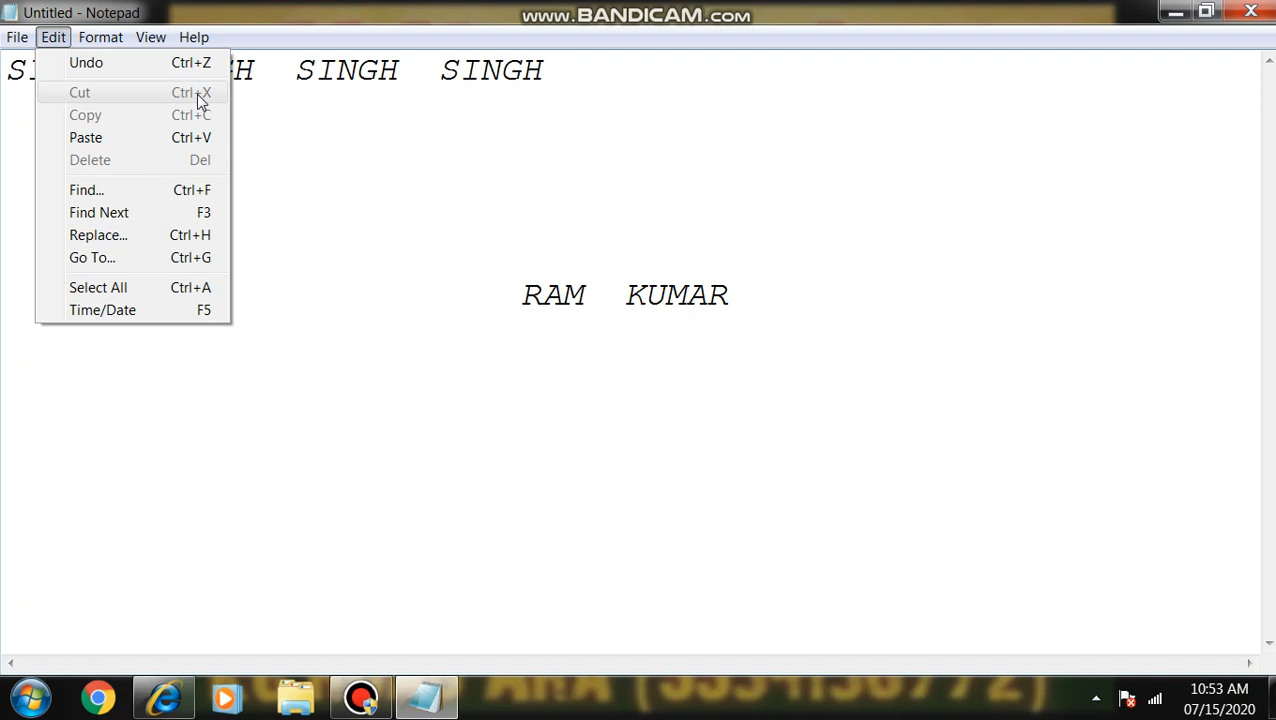 Untitled - Notepad
www.BANDICAM.com
File Edit Format View Help
SINGH SINGH
Undo Ctrl+Z
Cut Ctrl+X
Copy Ctrl+C
Paste Ctrl+V
Delete Del
Find... Ctrl+F
Find Next F3
Replace... Ctrl+H
Go To... Ctrl+G
Select All Ctrl+A
Time/Date F5
RAM KUMAR
10:53 AM
07/15/2020